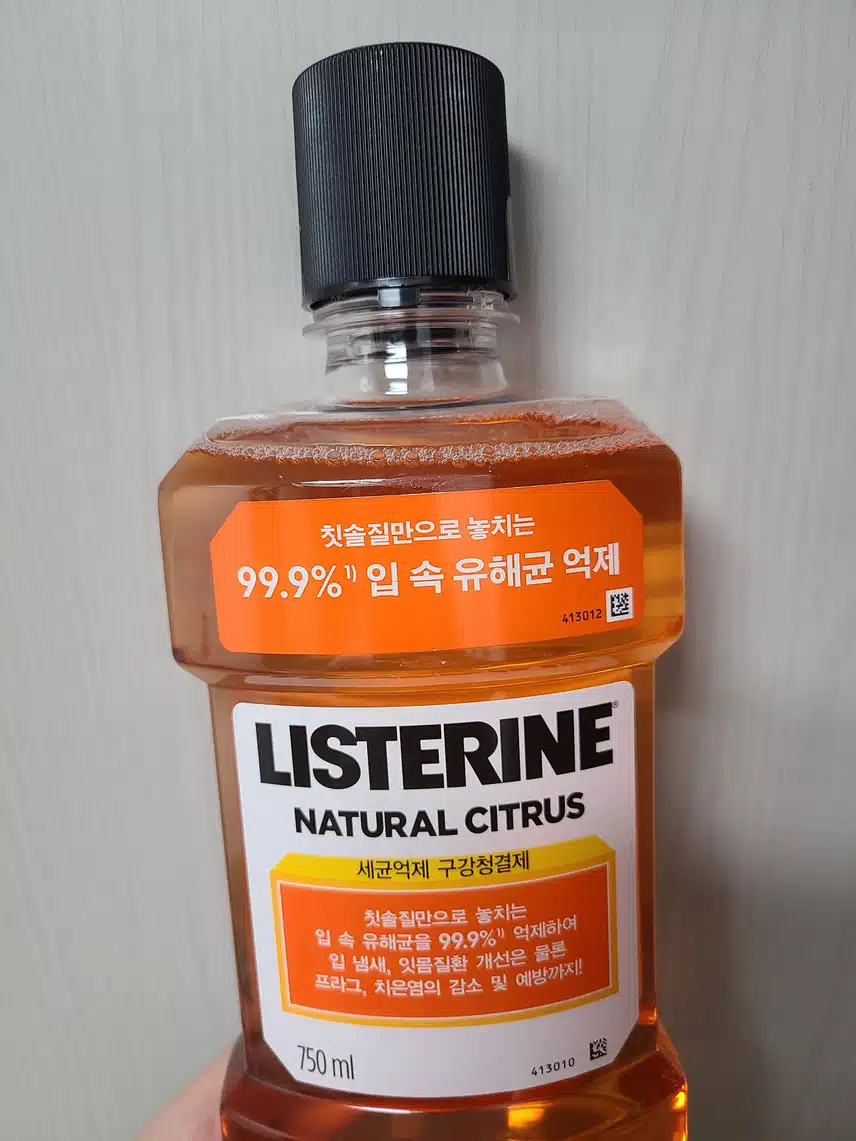 칫솔질만으로 놓치는
99.9%¹⁾ 입 속 유해균 억제
413012
LISTERINE®
NATURAL CITRUS
세균억제 구강청결제
칫솔질만으로 놓치는
입 속 유해균을 99.9%¹⁾ 억제하여
입 냄새, 잇몸질환 개선은 물론
프라그, 치은염의 감소 및 예방까지!
750 ml
413010